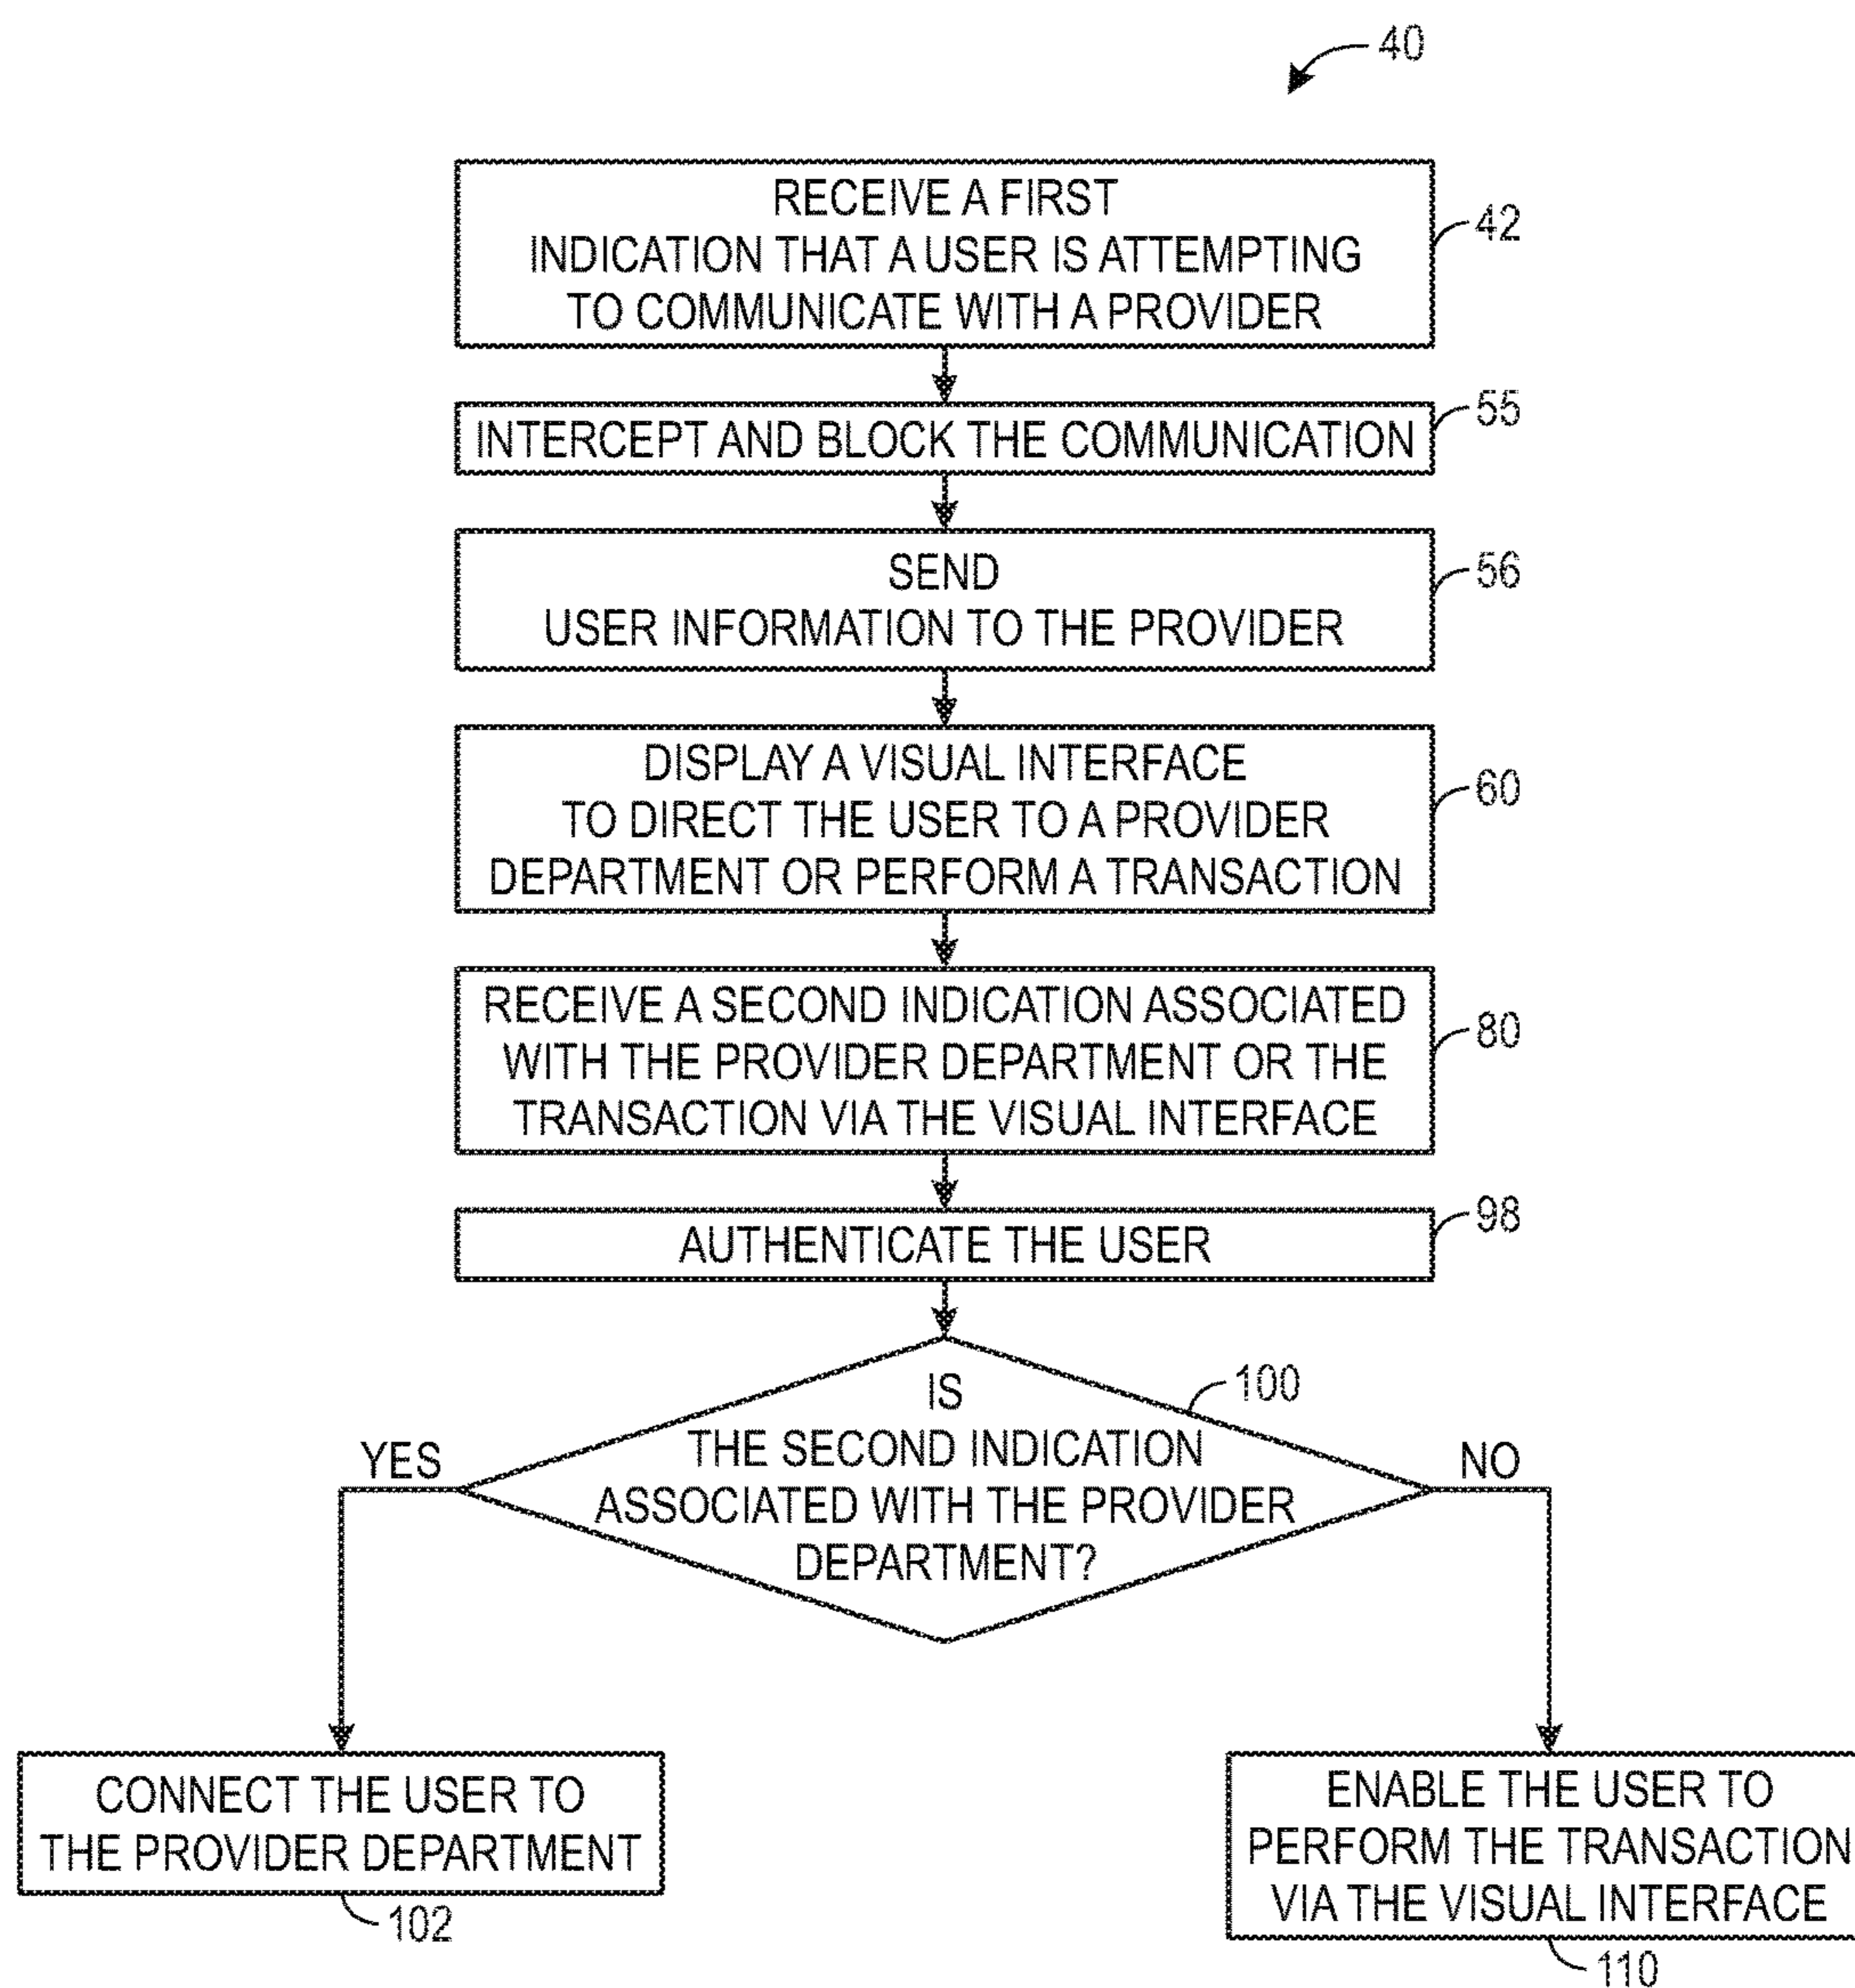 40
RECEIVE A FIRST
INDICATION THAT A USER IS ATTEMPTING
TO COMMUNICATE WITH A PROVIDER
42
INTERCEPT AND BLOCK THE COMMUNICATION
55
SEND
USER INFORMATION TO THE PROVIDER
56
DISPLAY A VISUAL INTERFACE
TO DIRECT THE USER TO A PROVIDER
DEPARTMENT OR PERFORM A TRANSACTION
60
RECEIVE A SECOND INDICATION ASSOCIATED
WITH THE PROVIDER DEPARTMENT OR THE
TRANSACTION VIA THE VISUAL INTERFACE
80
AUTHENTICATE THE USER
98
IS
THE SECOND INDICATION
ASSOCIATED WITH THE PROVIDER
DEPARTMENT?
100
YES
NO
CONNECT THE USER TO
THE PROVIDER DEPARTMENT
102
ENABLE THE USER TO
PERFORM THE TRANSACTION
VIA THE VISUAL INTERFACE
110